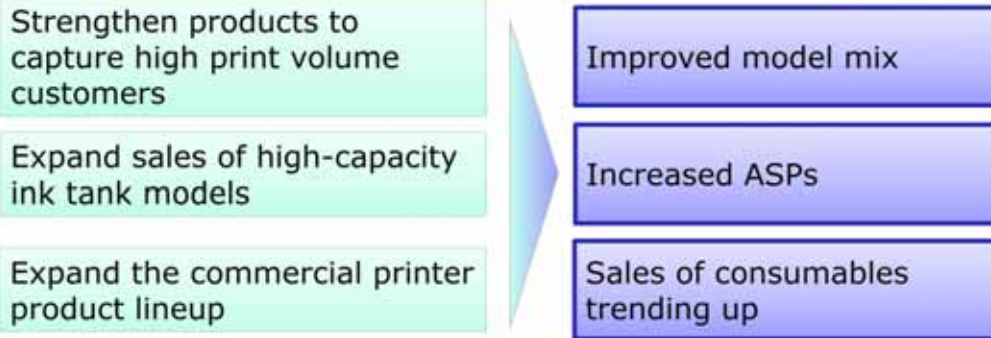 Strengthen products to
capture high print volume
customers
Expand sales of high-capacity
ink tank models
Expand the commercial printer
product lineup
Improved model mix
Increased ASPs
Sales of consumables
trending up